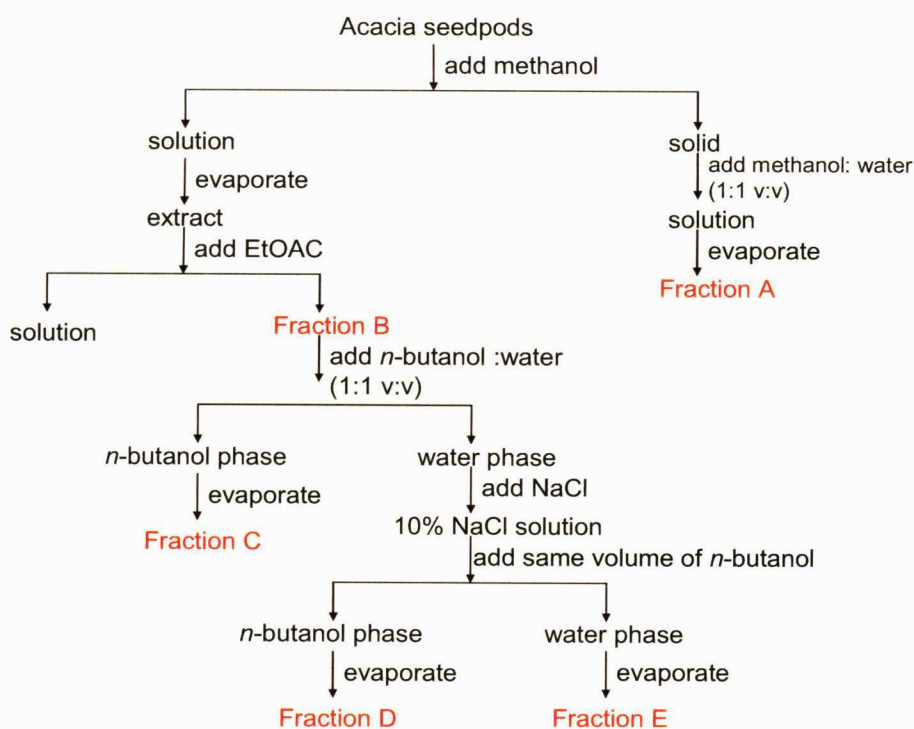 Acacia seedpods
add methanol
solution
solid
evaporate
add methanol: water
(1:1 v:v)
extract
solution
add EtOAC
evaporate
Fraction A
solution
Fraction B
add n-butanol :water
(1:1 v:v)
n-butanol phase
water phase
evaporate
add NaCl
Fraction C
10% NaCl solution
add same volume of n-butanol
n-butanol phase
water phase
evaporate
evaporate
Fraction D
Fraction E